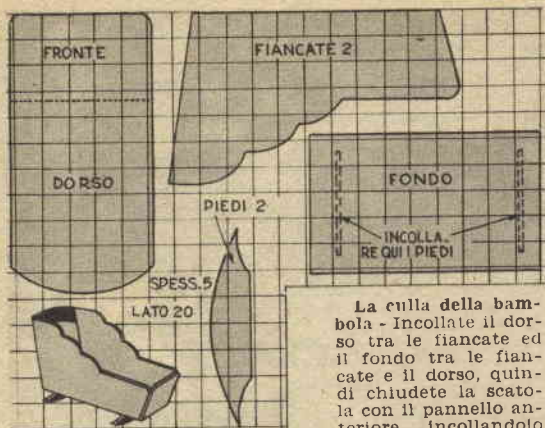 FRONTE
FIANCATE 2
DORSO
FONDO
PIEDI 2
INCOLLA-
RE QUI I PIEDI
SPESS. 5
LATO 20
La culla della bam-
bola - Incollate il dor-
so tra le fiancate ed
il fondo tra le fian-
cate e il dorso, quin-
di chiudete la scato-
la con il pannello an-
teriore, incollandolo